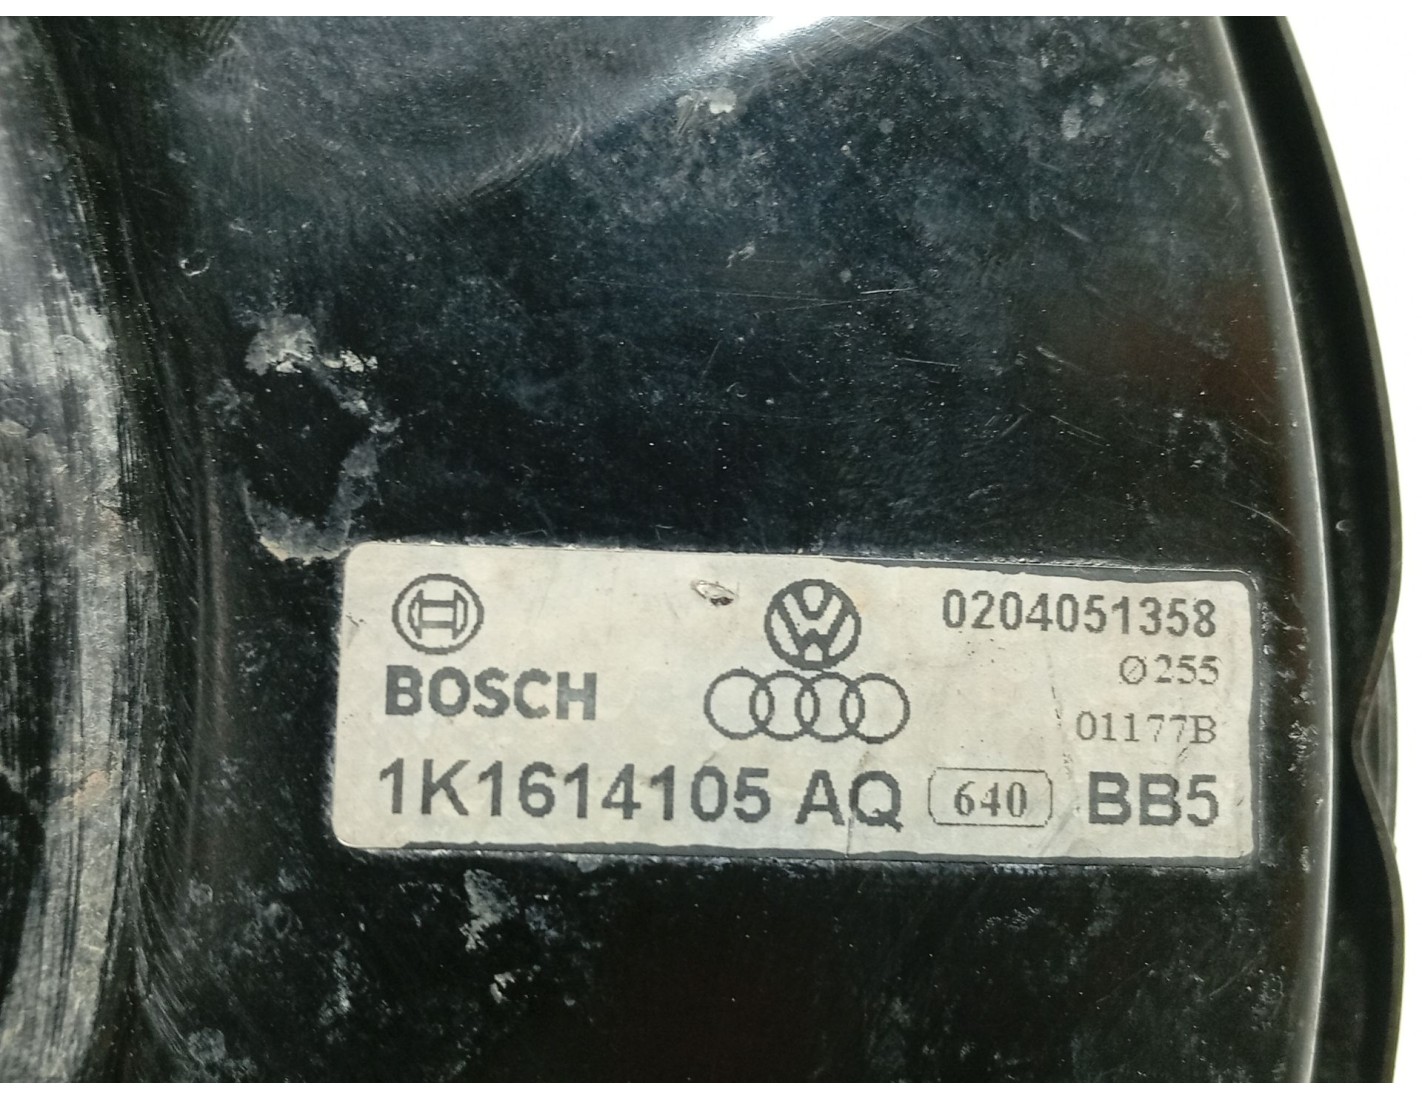 BOSCH
0204051358
Ø255
01177B
1K1614105 AQ 640 BB5